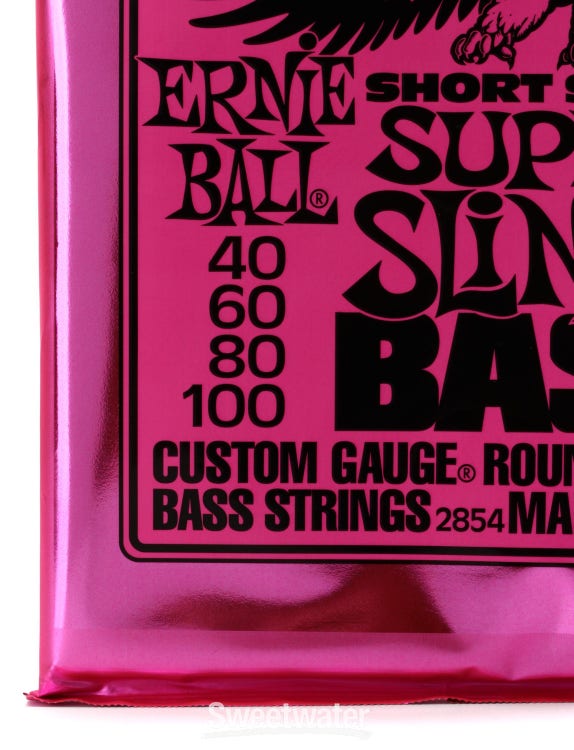 ERNIE
BALL®
SHORT S
SUP
SLIN
BAS
40
60
80
100
CUSTOM GAUGE® ROUN
BASS STRINGS 2854 MA
Sweetwater